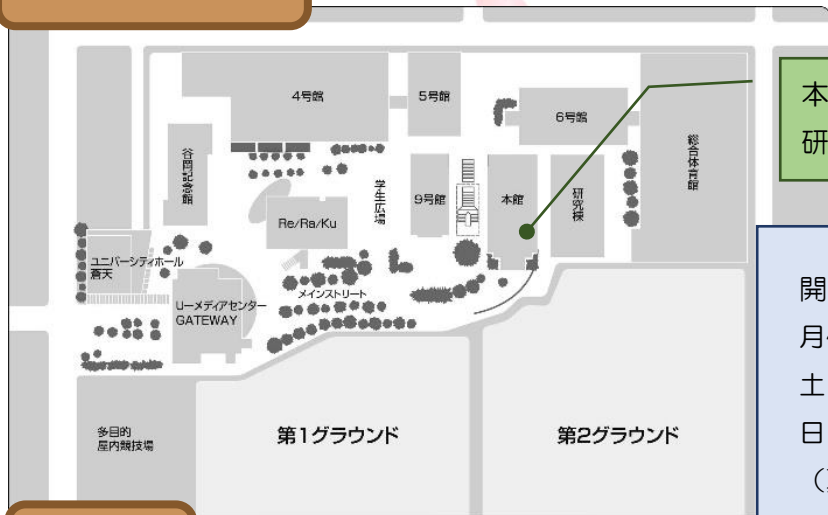 4号館
5号館
6号館
総合体育館
谷岡記念館
学生広場
9号館
本館
研究棟
Re/Ra/Ku
ユニバーシティホール
蒼天
メインストリート
Uーメディアセンター
GATEWAY
多目的
屋内競技場
第1グラウンド
第2グラウンド
本
研
開
月
土
日